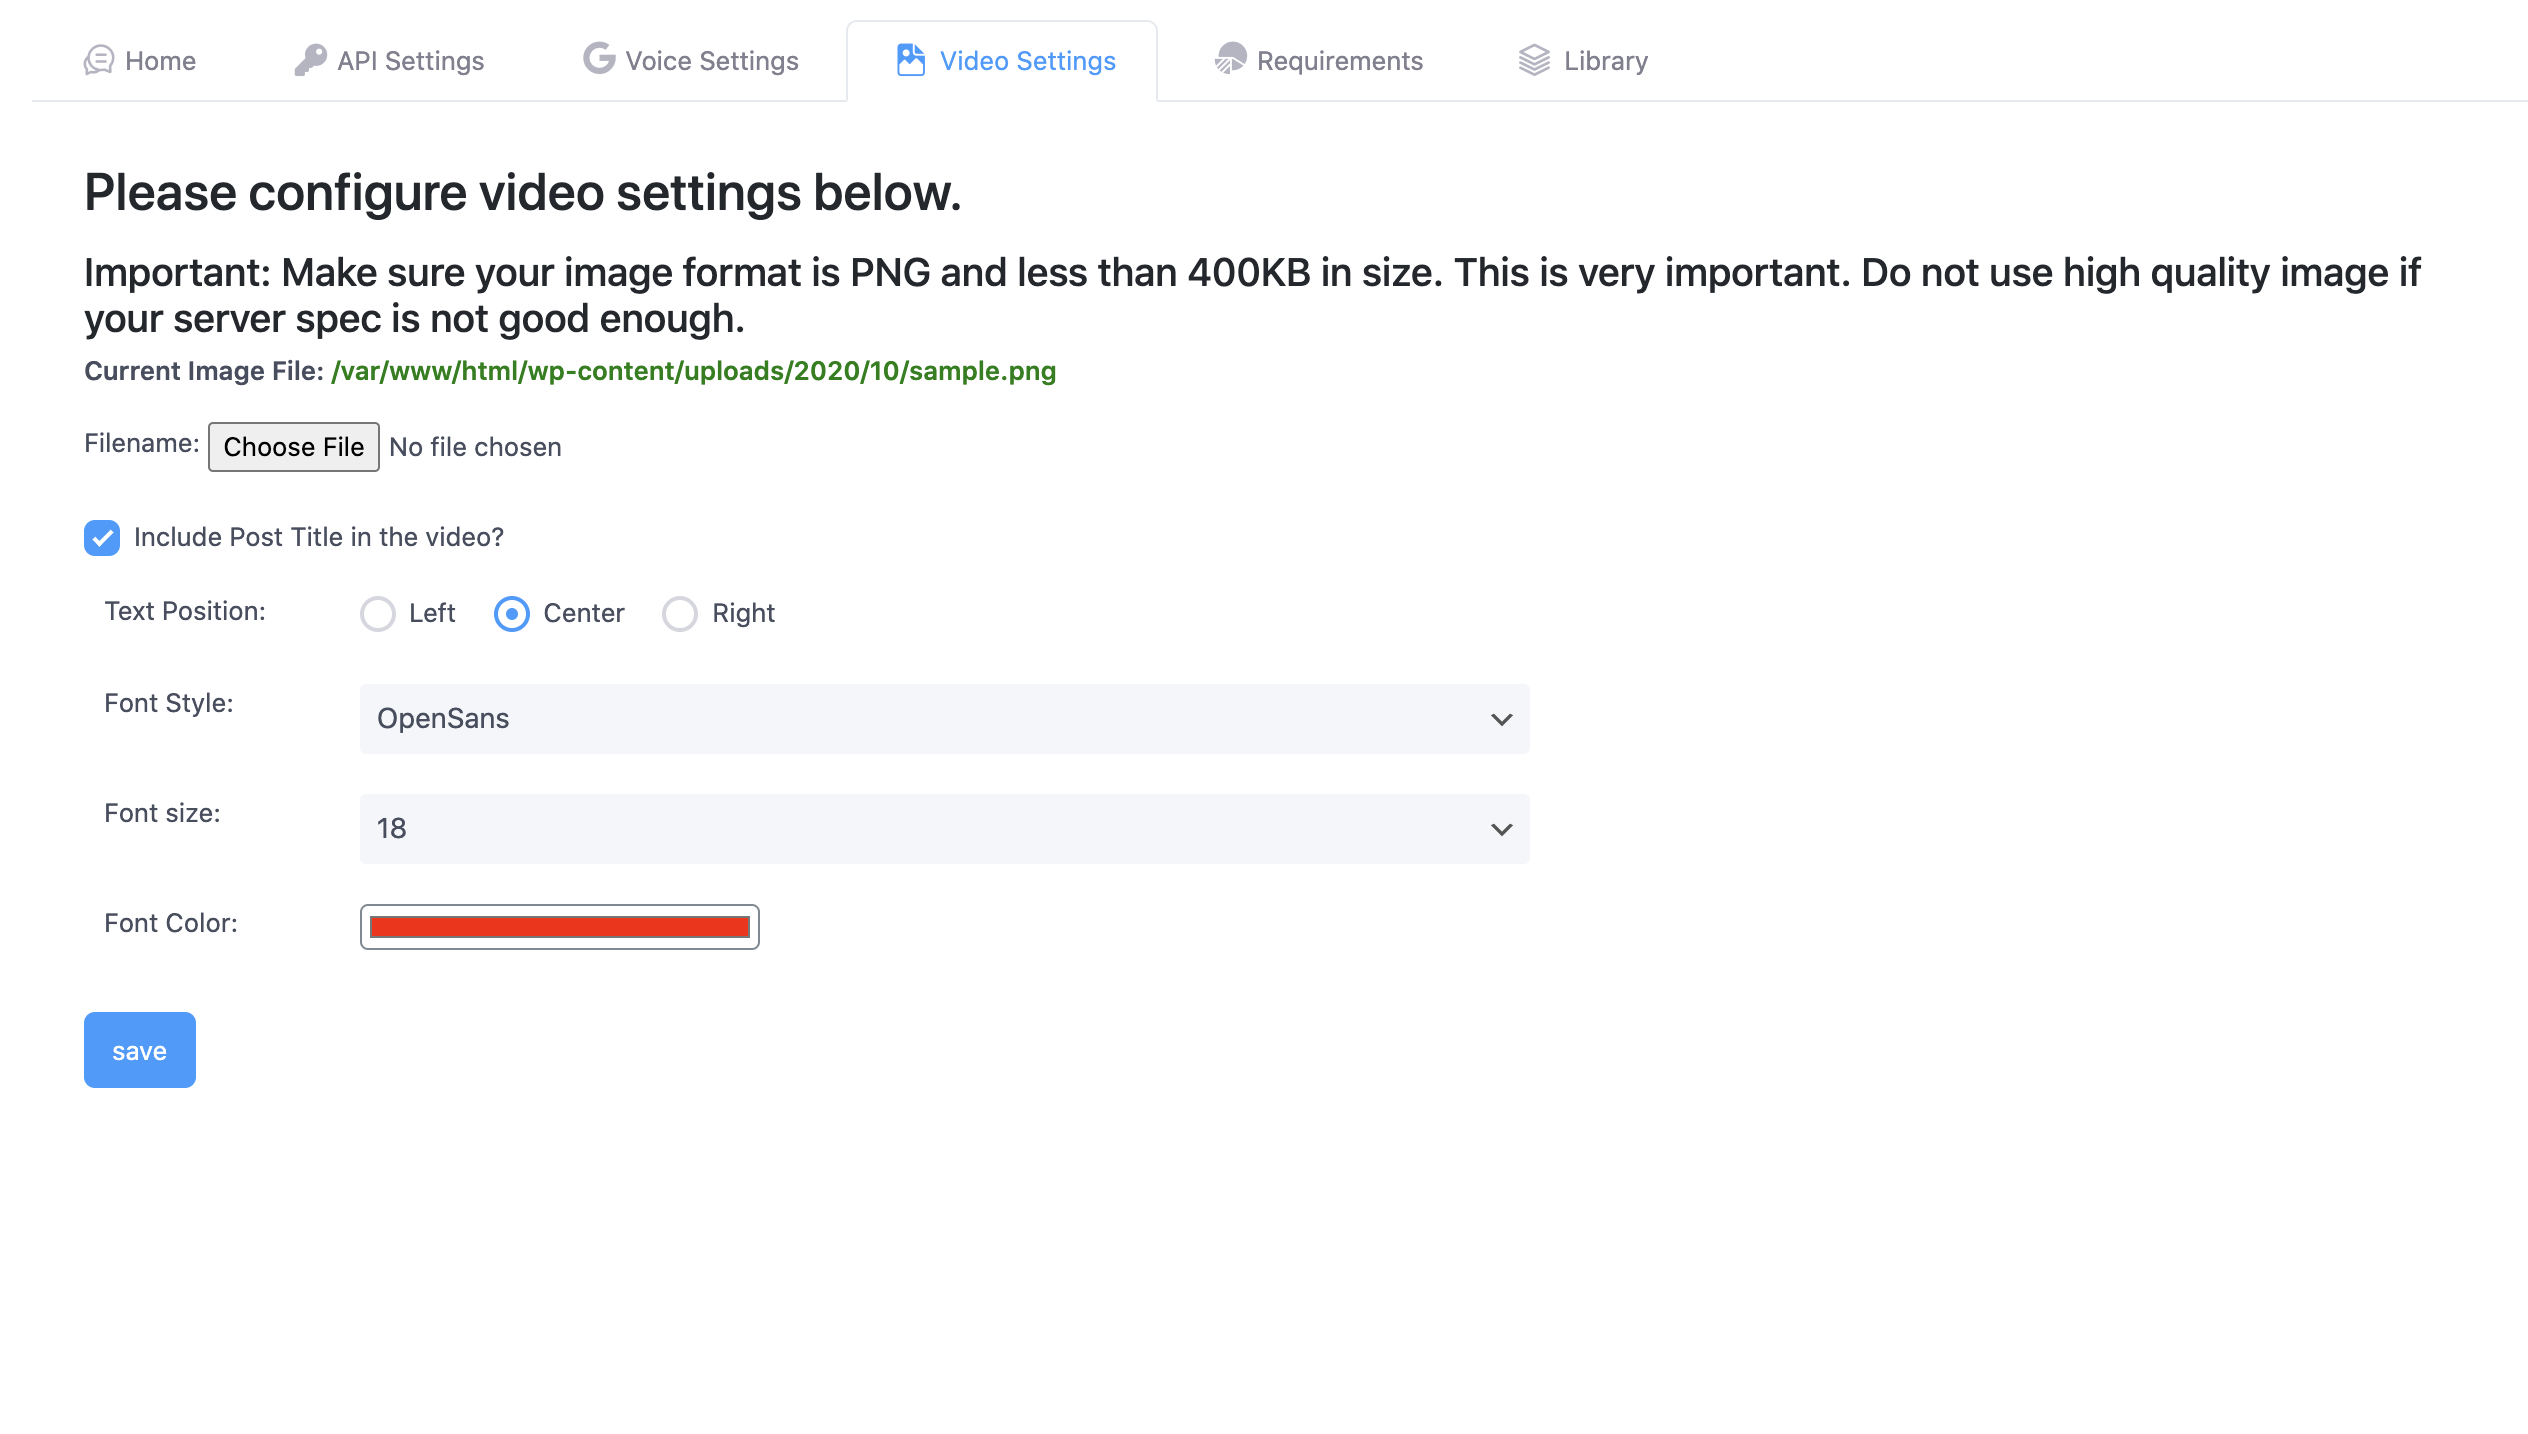 Home API Settings Voice Settings Video Settings Requirements Library
Please configure video settings below.
Important: Make sure your image format is PNG and less than 400KB in size. This is very important. Do not use high quality image if
your server spec is not good enough.
Current Image File: /var/www/html/wp-content/uploads/2020/10/sample.png
Filename: Choose File No file chosen
Include Post Title in the video?
Text Position: Left Center Right
Font Style: OpenSans
Font size: 18
Font Color:
save